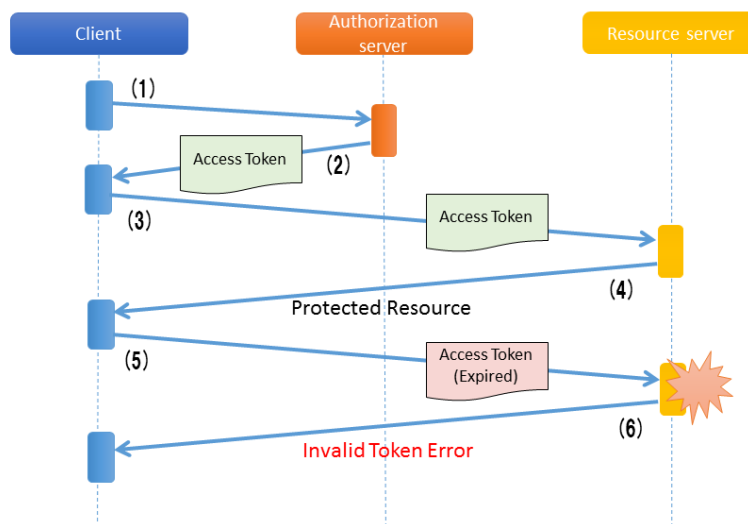 Client
Authorization
server
Resource server
(1)
Access Token
(2)
(3)
Access Token
(4)
Protected Resource
(5)
Access Token
(Expired)
(6)
Invalid Token Error